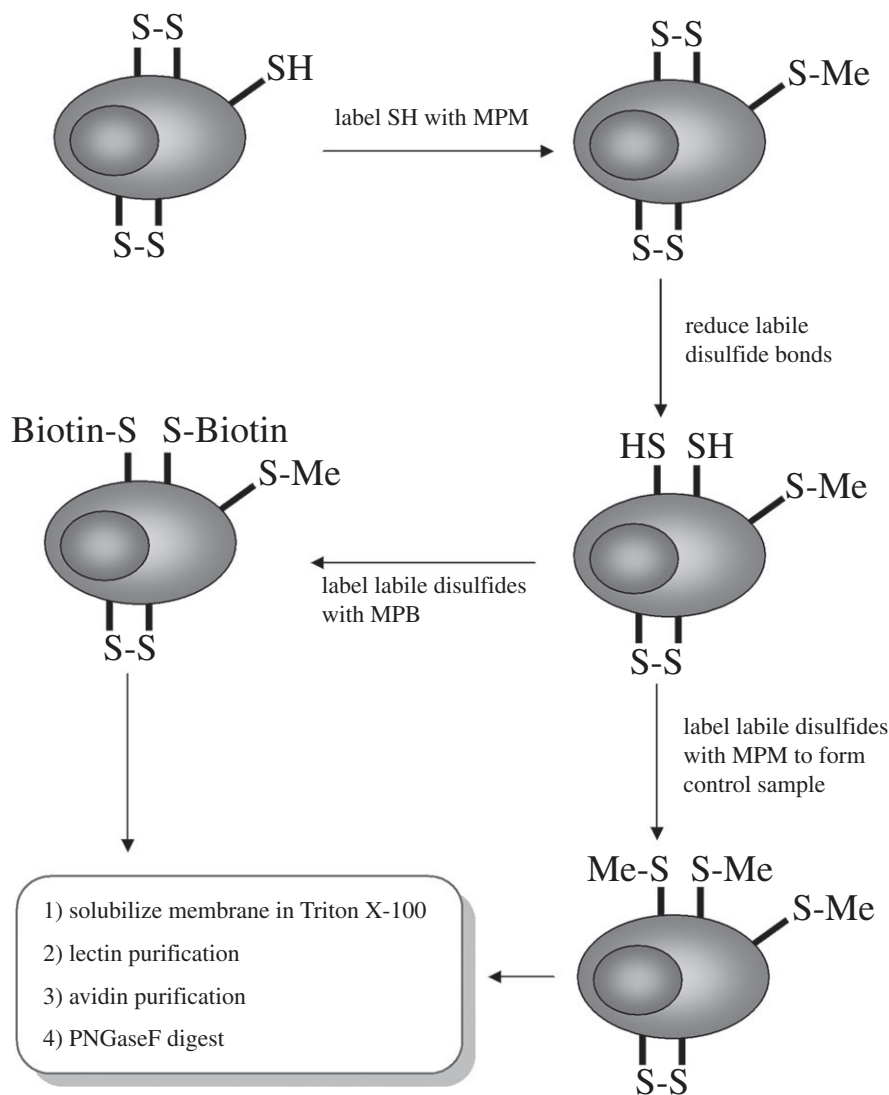 S-S
SH
S-S
label SH with MPM
S-S
S-Me
S-S
reduce labile
disulfide bonds
HS SH
S-Me
S-S
label labile disulfides
with MPB
Biotin-S S-Biotin
S-Me
S-S
label labile disulfides
with MPM to form
control sample
Me-S S-Me
S-Me
S-S
1) solubilize membrane in Triton X-100
2) lectin purification
3) avidin purification
4) PNGaseF digest